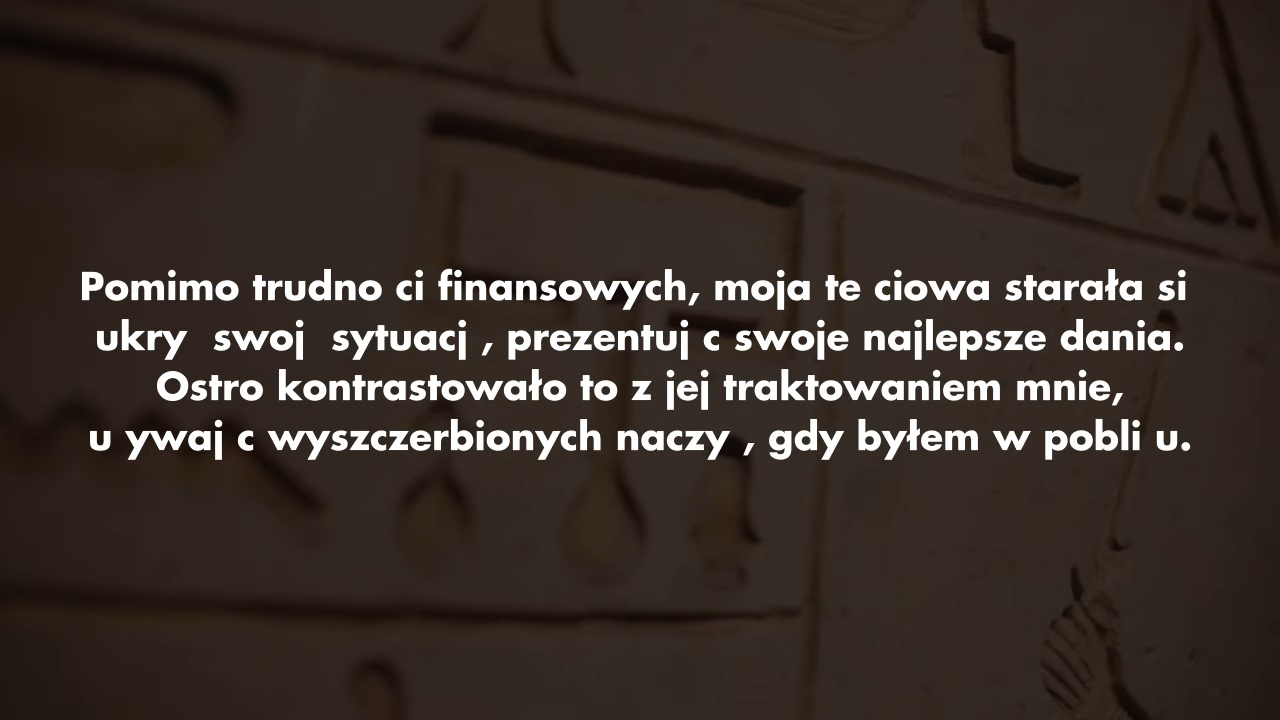 Pomimo trudno ci finansowych, moja te ciowa starała si
ukry  swoj  sytuacj , prezentuj c swoje najlepsze dania.
Ostro kontrastowało to z jej traktowaniem mnie,
u ywaj c wyszczerbionych naczy , gdy byłem w pobli u.